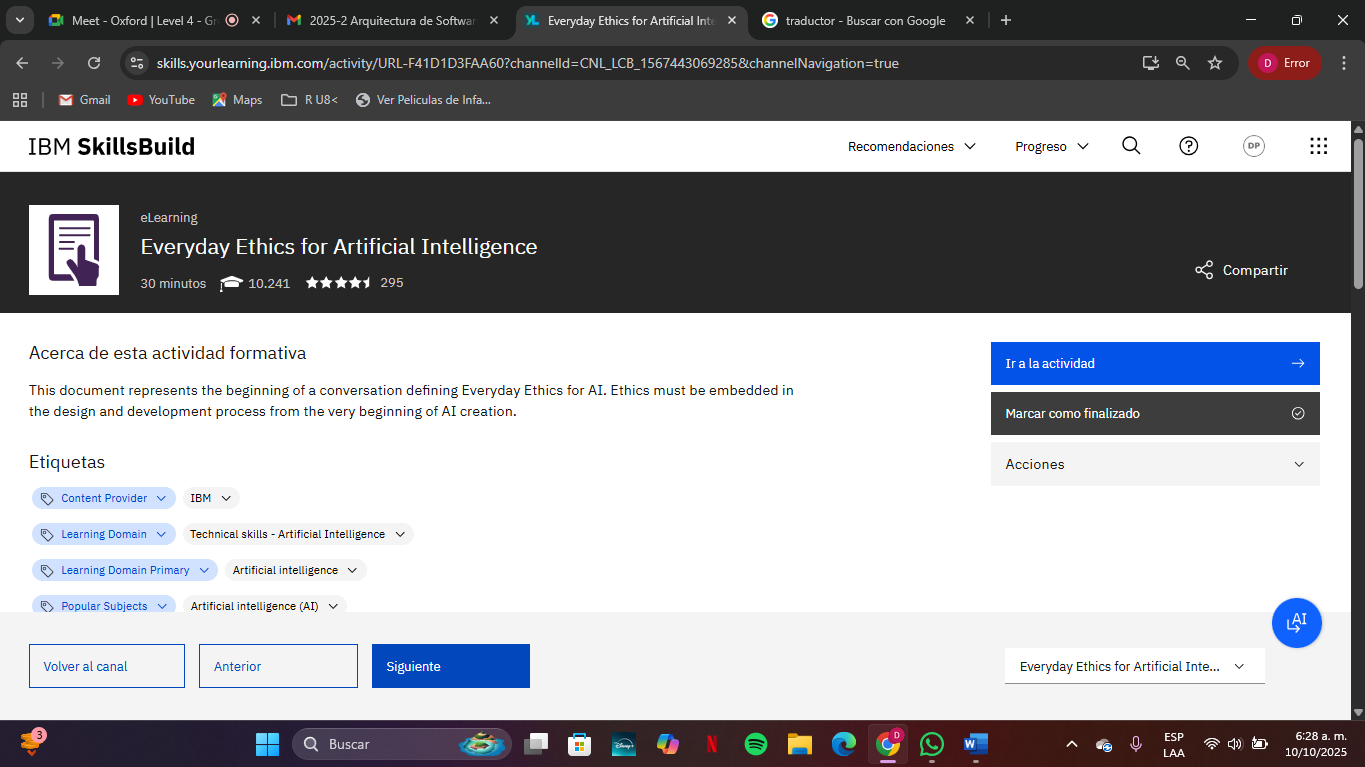 Meet - Oxford | Level 4 - Gr
2025-2 Arquitectura de Softwar
Everyday Ethics for Artificial Inte
traductor - Buscar con Google
skills.yourlearning.ibm.com/activity/URL-F41D1D3FAA60?channelId=CNL_LCB_1567443069285&channelNavigation=true
D Error
Gmail YouTube Maps R U8< Ver Peliculas de Infa...
IBM SkillsBuild
Recomendaciones Progreso DP
eLearning
Everyday Ethics for Artificial Intelligence
30 minutos 10.241 295
Compartir
Acerca de esta actividad formativa
This document represents the beginning of a conversation defining Everyday Ethics for AI. Ethics must be embedded in
the design and development process from the very beginning of AI creation.
Ir a la actividad
Marcar como finalizado
Acciones
Etiquetas
Content Provider IBM
Learning Domain Technical skills - Artificial Intelligence
Learning Domain Primary Artificial intelligence
Popular Subjects Artificial intelligence (AI)
AI
Volver al canal Anterior Siguiente
Everyday Ethics for Artificial Inte...
3
Buscar
Disney+
N
D
W
ESP
LAA
6:28 a. m.
10/10/2025